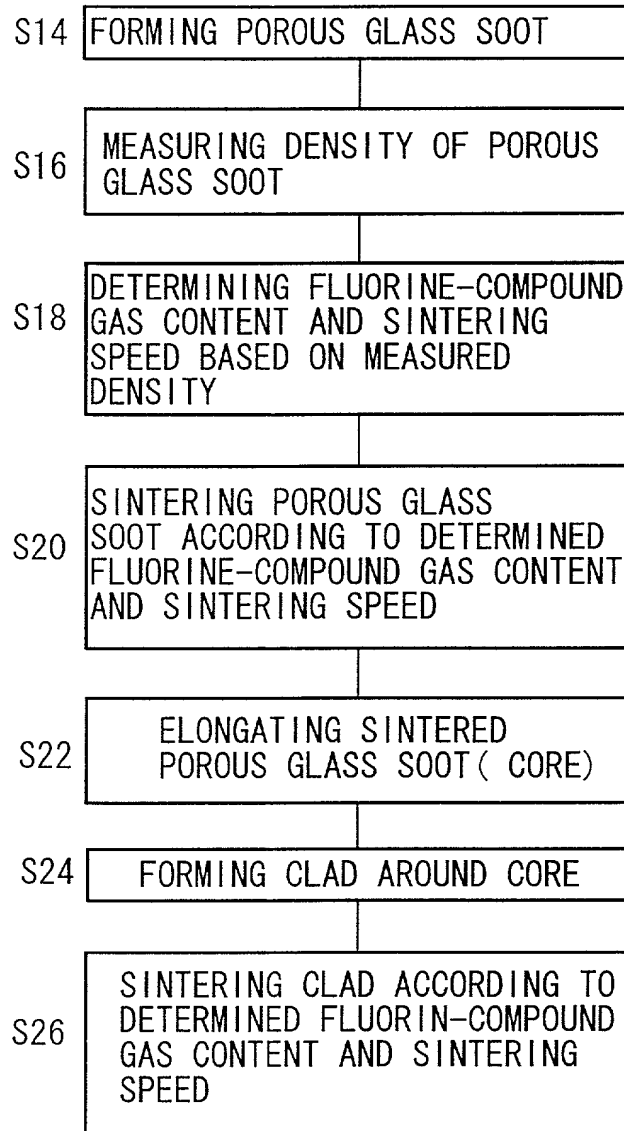 S14 FORMING POROUS GLASS SOOT
S16 MEASURING DENSITY OF POROUS
GLASS SOOT
DETERMINING FLUORINE-COMPOUND
S18 GAS CONTENT AND SINTERING
SPEED BASED ON MEASURED
DENSITY
SINTERING POROUS GLASS
S20 SOOT ACCORDING TO DETERMINED
FLUORINE-COMPOUND GAS CONTENT
AND SINTERING SPEED
S22 ELONGATING SINTERED
POROUS GLASS SOOT( CORE)
S24 FORMING CLAD AROUND CORE
SINTERING CLAD ACCORDING TO
S26 DETERMINED FLUORIN-COMPOUND
GAS CONTENT AND SINTERING
SPEED